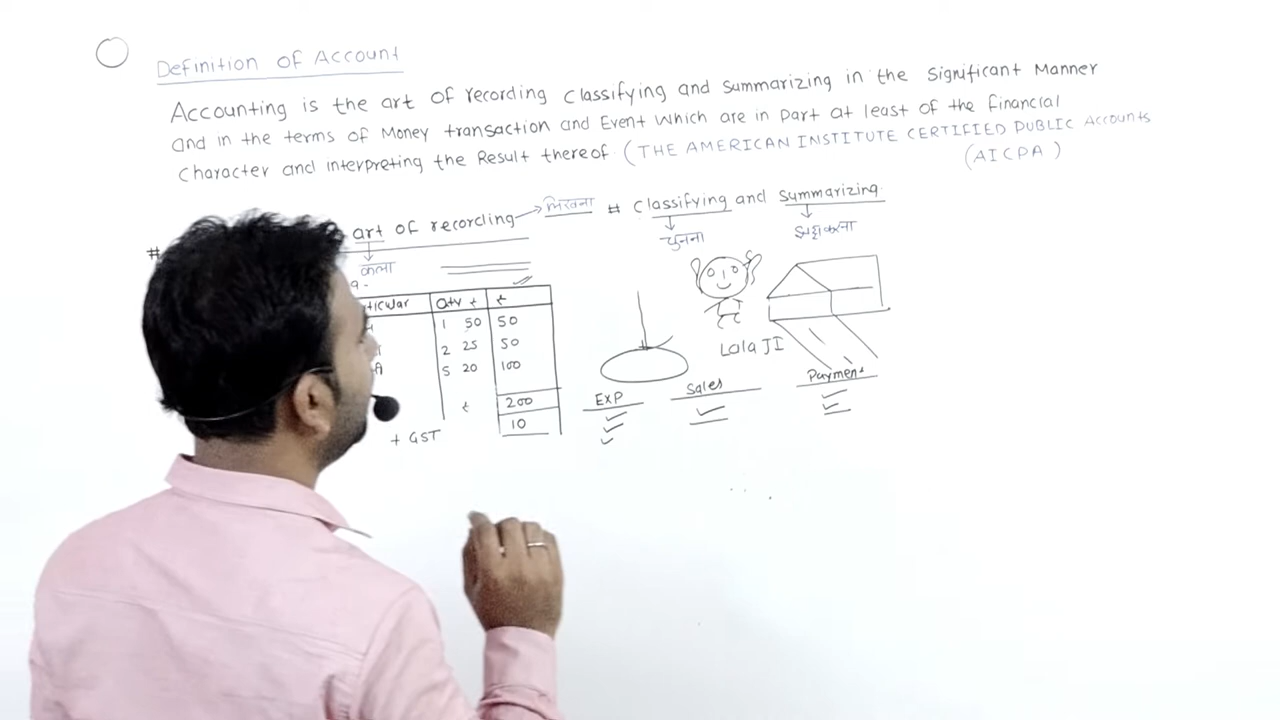 Definition of Account
Accounting is the art of recording classifying and summarizing in the significant Manner
and in the terms of Money transaction and Event which are in Part at least of the financial
character and interpreting the Result thereof (THE AMERICAN INSTITUTE CERTIFIED PUBLIC Accounts
(AICPA)
# art of recording लिखना # classifying and summarizing
कला चुनना
ticular Qty ₹ ₹
1 50 50
2 25 50
5 20 100
₹ 200
+ GST 10
Lala JI
EXP Sales Payment